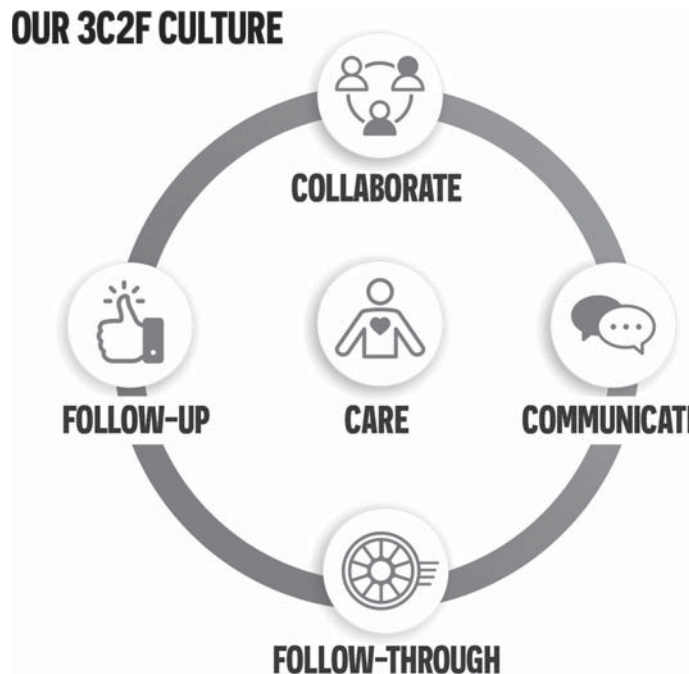 OUR 3C2F CULTURE
COLLABORATE
FOLLOW-UP
CARE
COMMUNICAT
FOLLOW-THROUGH